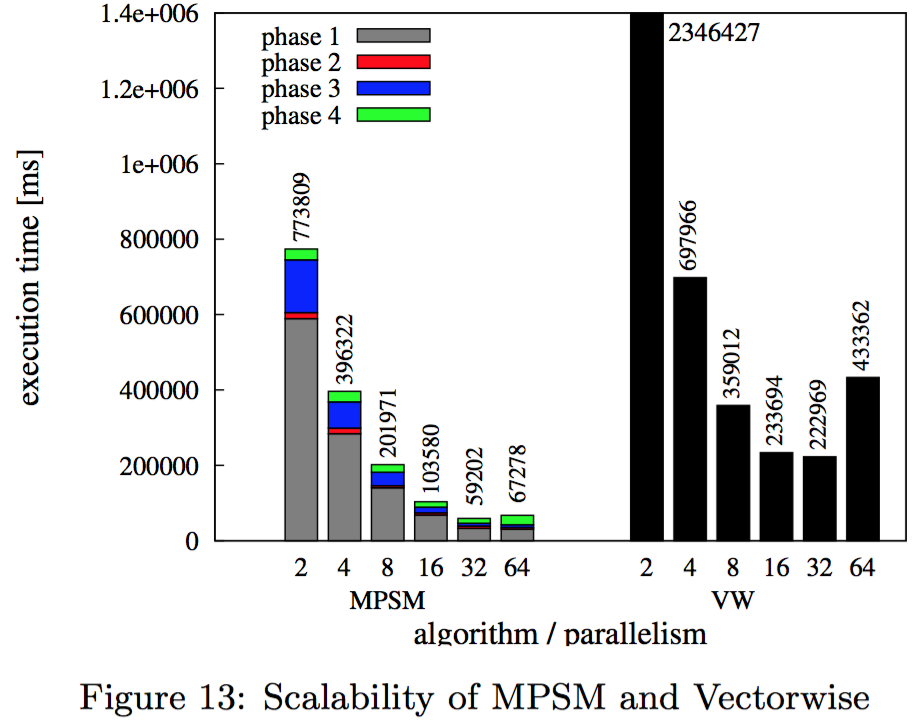 1.4e+006
1.2e+006
1e+006
800000
600000
400000
200000
0
execution time [ms]
phase 1
phase 2
phase 3
phase 4
773809
396322
201971
103580
59202
67278
2346427
697966
359012
233694
222969
433362
2 4 8 16 32 64 2 4 8 16 32 64
MPSM VW
algorithm / parallelism
Figure 13: Scalability of MPSM and Vectorwise